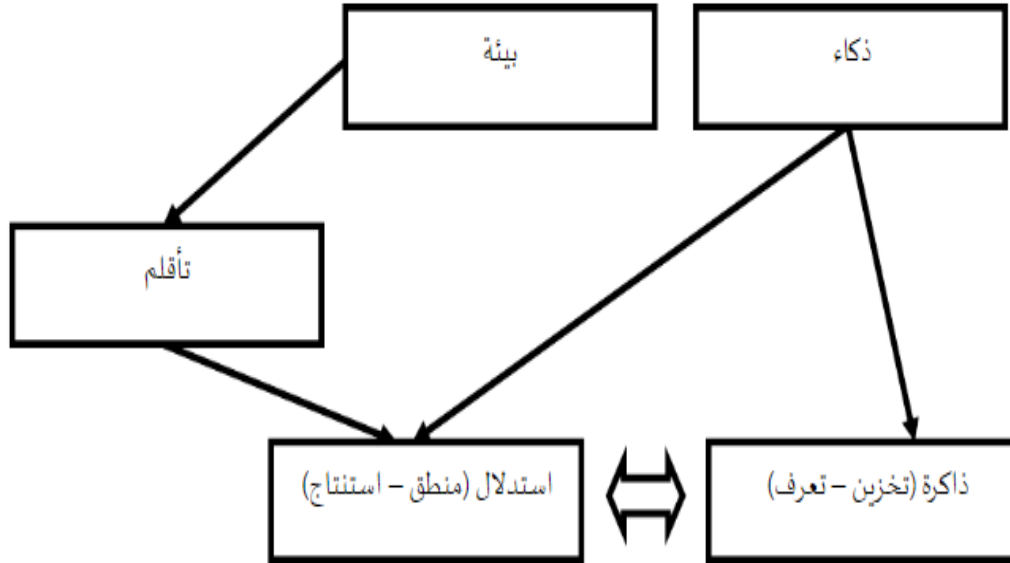 ذكاء
بيئة
تأقلم
ذاكرة (تخزين – تعرف)
استدلال (منطق – استنتاج)